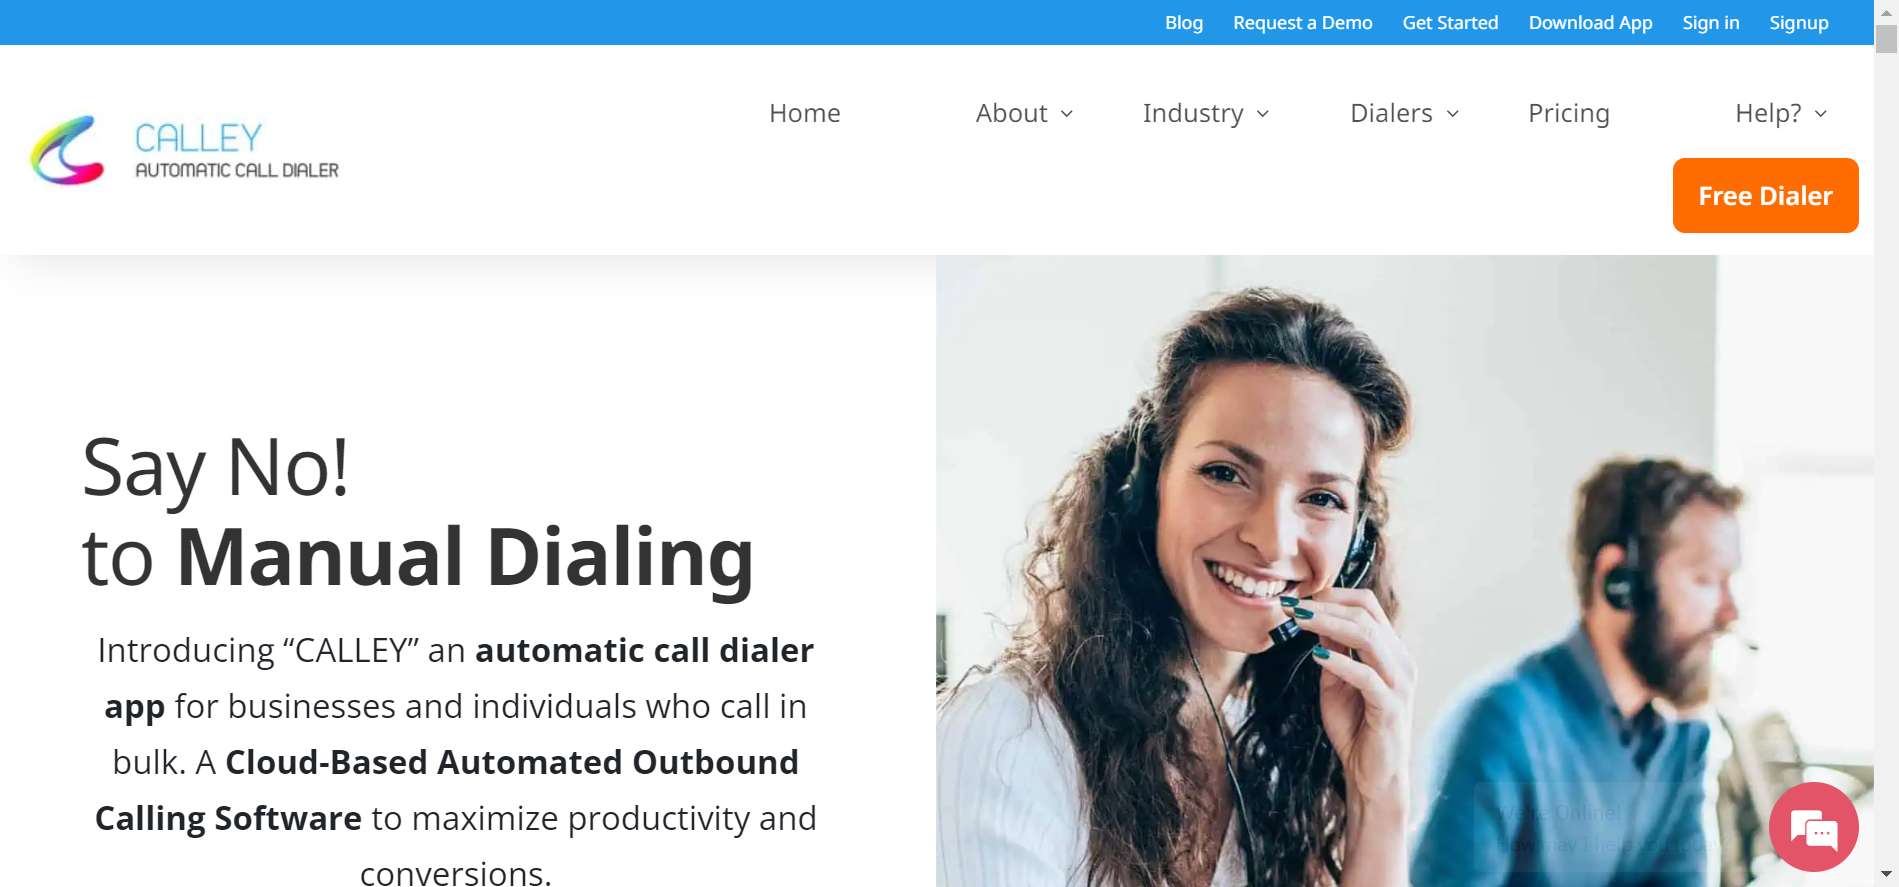 Blog Request a Demo Get Started Download App Sign in Signup
CALLEY
AUTOMATIC CALL DIALER
Home About Industry Dialers Pricing Help?
Free Dialer
Say No!
to Manual Dialing
Introducing “CALLEY” an automatic call dialer
app for businesses and individuals who call in
bulk. A Cloud-Based Automated Outbound
Calling Software to maximize productivity and
conversions.
We're Online!
How may I help you today?